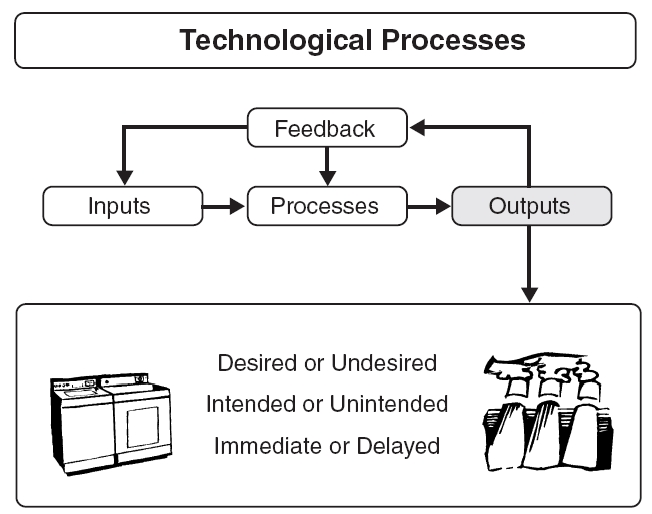 Technological Processes
Feedback
Inputs
Processes
Outputs
Desired or Undesired
Intended or Unintended
Immediate or Delayed